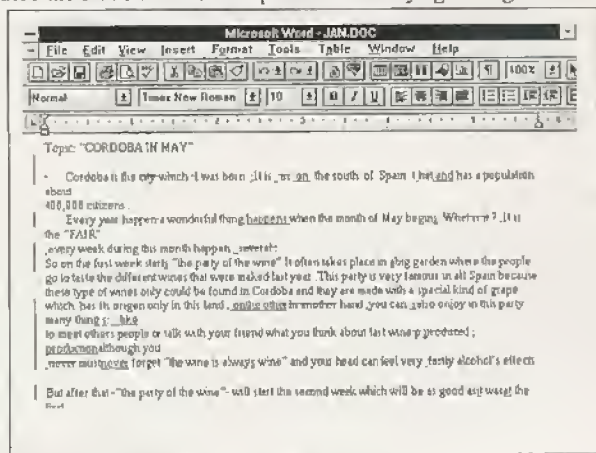 Microsoft Word - JAN.DOC
File Edit View Insert Format Tools Table Window Help
100%
Normal Times New Roman 10 B I U
Topic: "CORDOBA IN MAY"
Cordoba is the city which I was born ;It is on the south of Spain and has a population
about
400,000 citizens .
Every year happen a wonderful thing happens when the month of May begins What is it ? ,It is
the "FAIR"
,every week during this month happen several:
So on the first week starts "the party of the wine" It often takes place in a big garden where the people
go to taste the different wines that were maked last year .This party is very famous in all Spain because
these type of wines only could be found in Cordoba and they are made with a special kind of grape
which has its origen only in this land , on the other in another hand ,you can also enjoy in this party
many thing s: like
to meet others people or talk with your friend what you think about last wine p produced ;
production although you
never must never forget "the wine is always wine" and your head can feel very alcohol's effects
But after that -"the party of the wine"- will start the second week which will be as good as the
first